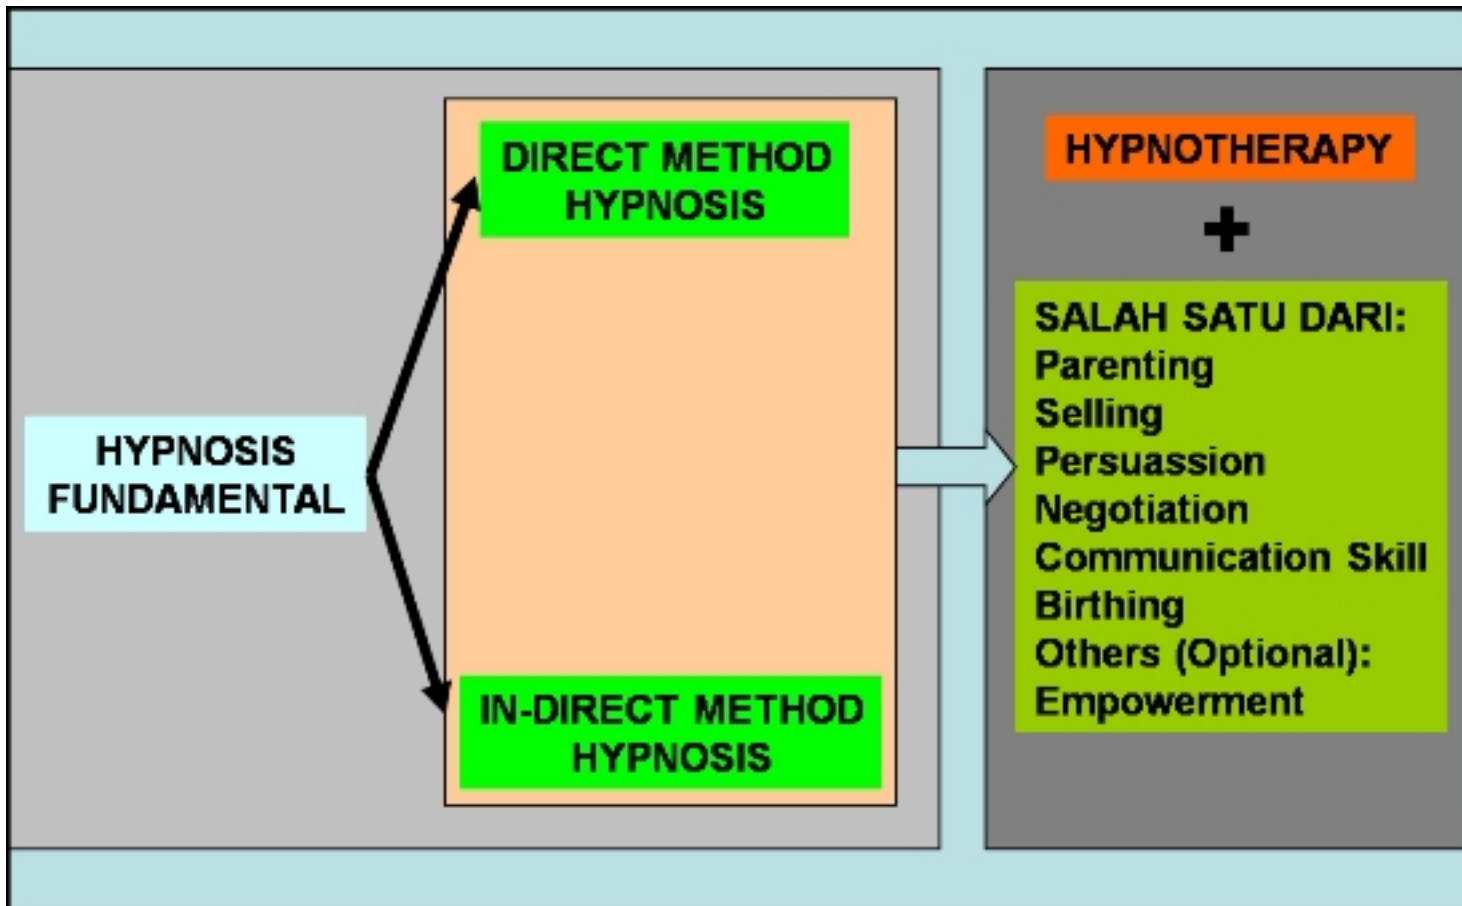 HYPNOSIS
FUNDAMENTAL
DIRECT METHOD
HYPNOSIS
IN-DIRECT METHOD
HYPNOSIS
HYPNOTHERAPY
+
SALAH SATU DARI:
Parenting
Selling
Persuassion
Negotiation
Communication Skill
Birthing
Others (Optional):
Empowerment